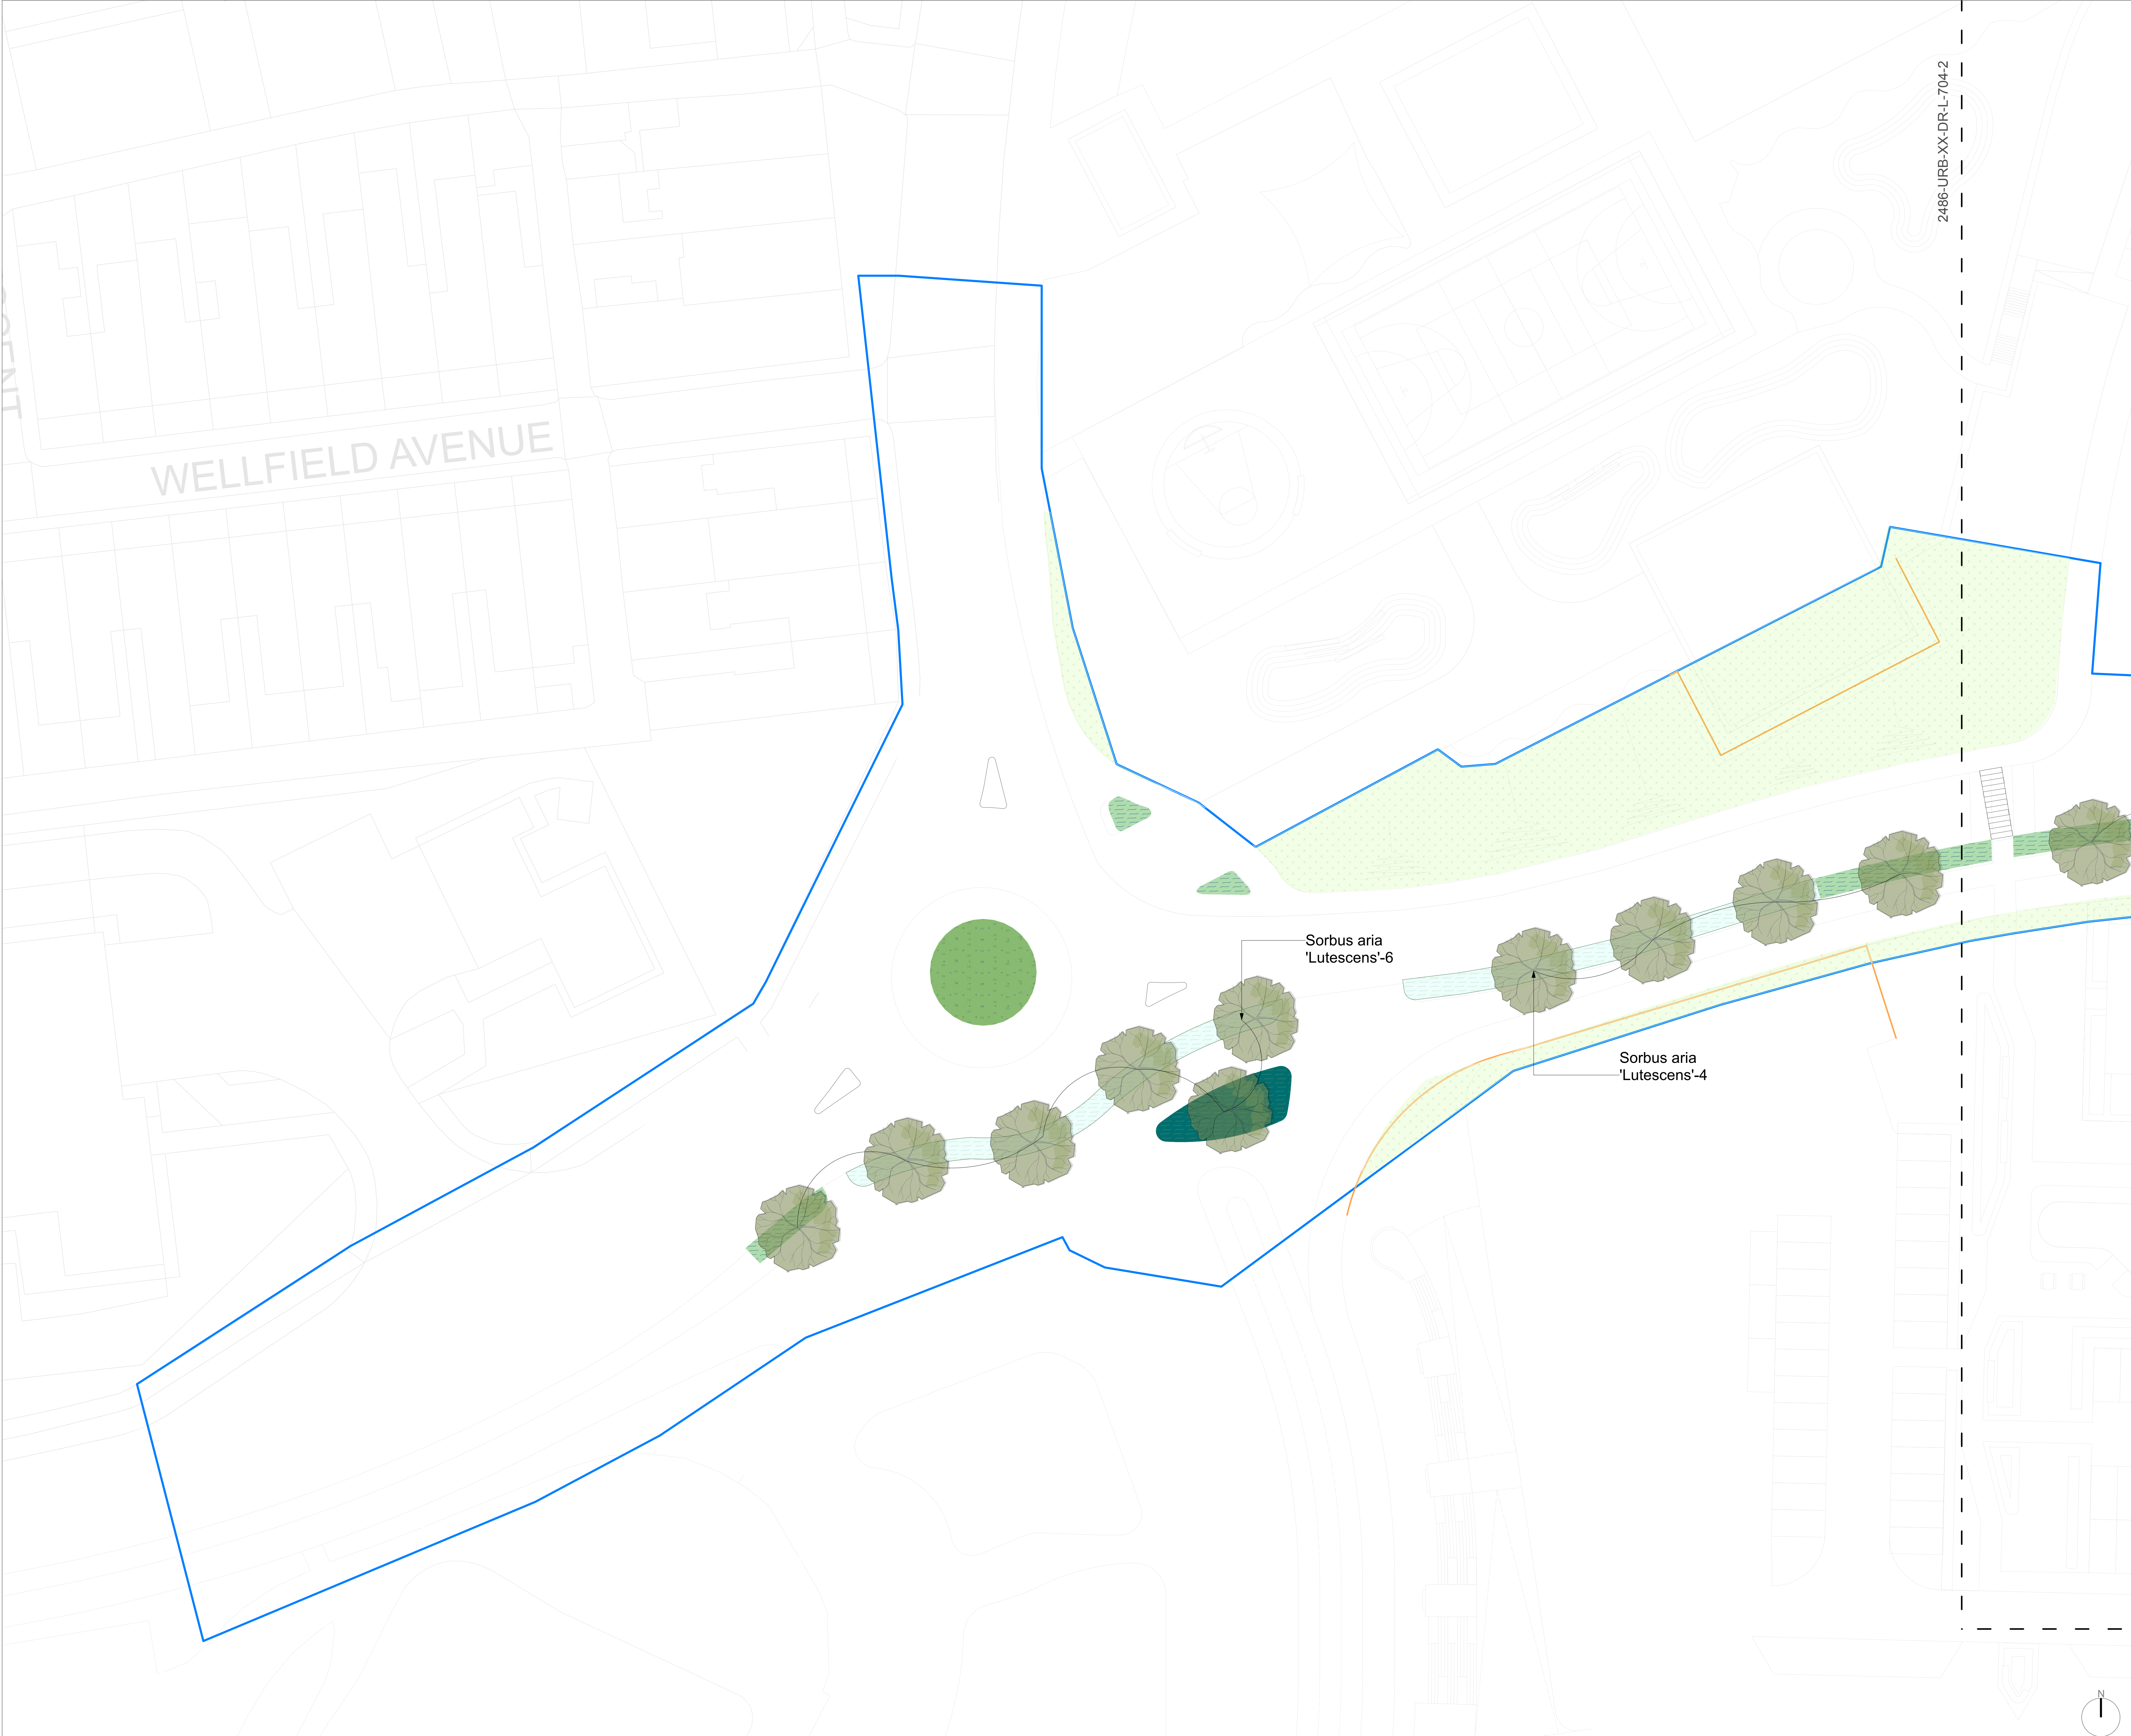 2486-URB-XX-DR-L-704-2
WELLFIELD AVENUE
Sorbus aria
'Lutescens'-6
Sorbus aria
'Lutescens'-4
N